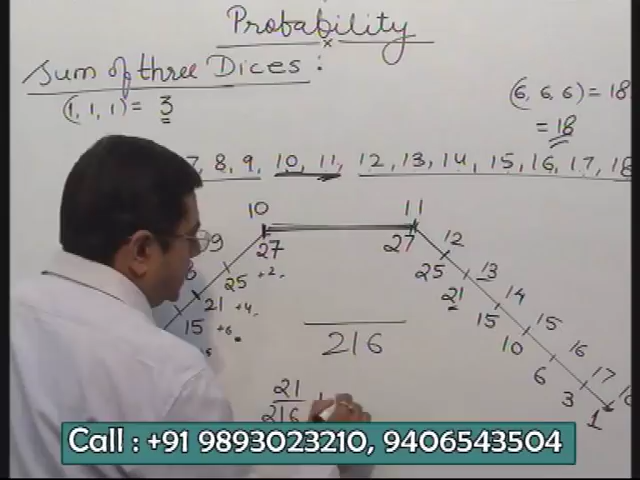 Probability
x
Sum of three Dices :
(1, 1, 1) = 3
(6, 6, 6) = 18
= 18
7, 8, 9, 10, 11, 12, 13, 14, 15, 16, 17, 18
10 11
27 27
9 12
25 +2 25
8 13
21 +4 21
14
15 +6 15
15
10
16
6
17
3
1
216
21
216
Call : +91 9893023210, 9406543504